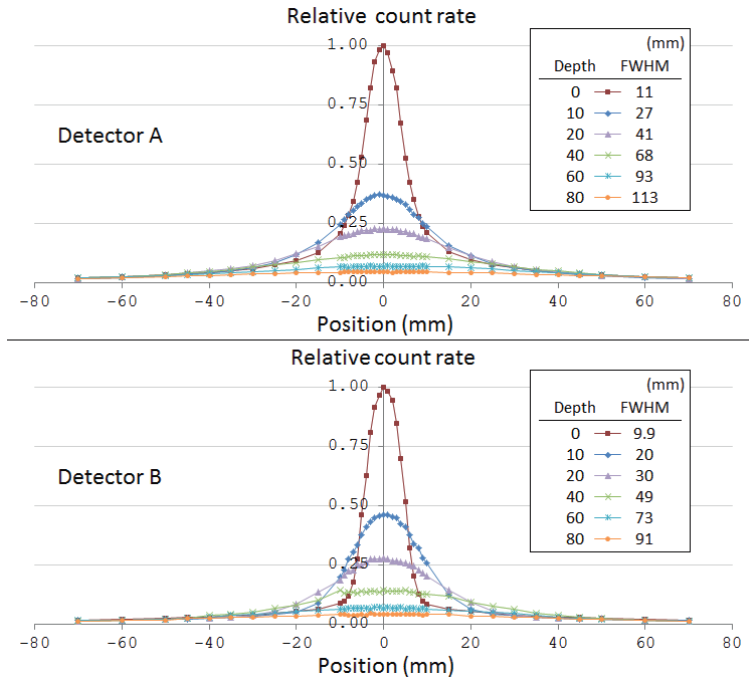 Relative count rate
1.00
0.75
0.50
0.25
0.00
Detector A
(mm)
Depth FWHM
0 11
10 27
20 41
40 68
60 93
80 113
−80 −60 −40 −20 0 20 40 60 80
Position (mm)
Relative count rate
1.00
0.75
0.50
0.25
0.00
Detector B
(mm)
Depth FWHM
0 9.9
10 20
20 30
40 49
60 73
80 91
−80 −60 −40 −20 0 20 40 60 80
Position (mm)